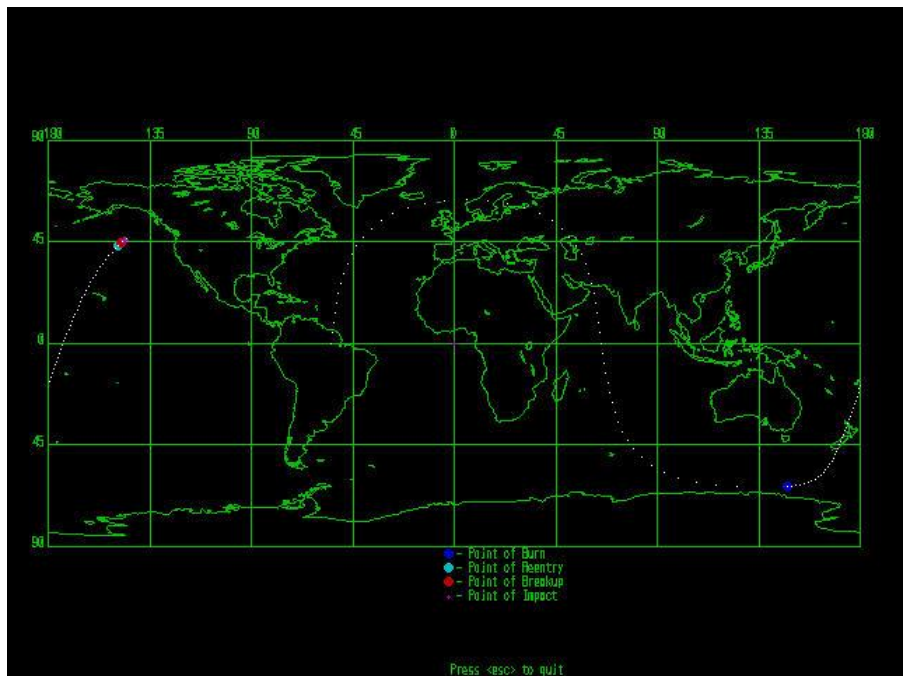 90 180 135 90 45 0 45 90 135 180
45
0
45
90
- Point of Burn
- Point of Reentry
- Point of Breakup
- Point of Impact
Press <esc> to quit